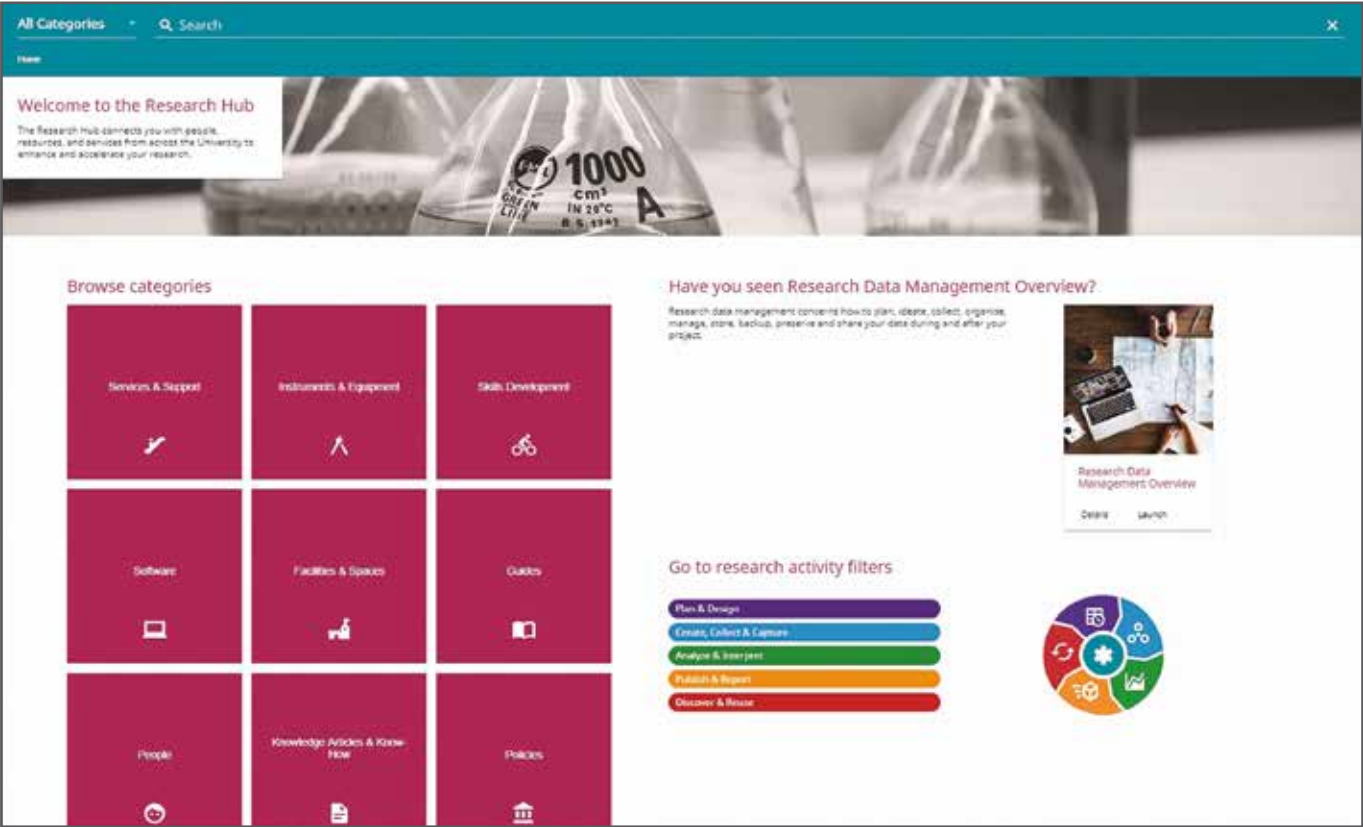 All Categories
Search
Home
Welcome to the Research Hub
The Research Hub connects you with people,
resources, and services from across the University to
enhance and accelerate your research.
1000
cm³
IN 20°C
A
GREEN
LINE
Browse categories
Services & Support
Instruments & Equipment
Skills Development
Software
Facilities & Spaces
Guides
People
Knowledge Articles & Know-
How
Policies
Have you seen Research Data Management Overview?
Research data management concerns how to plan, ideate, collect, organise,
manage, store, backup, preserve and share your data during and after your
project.
Research Data
Management Overview
Details Launch
Go to research activity filters
Plan & Design
Create, Collect & Capture
Analyze & Interpret
Publish & Report
Discover & Reuse